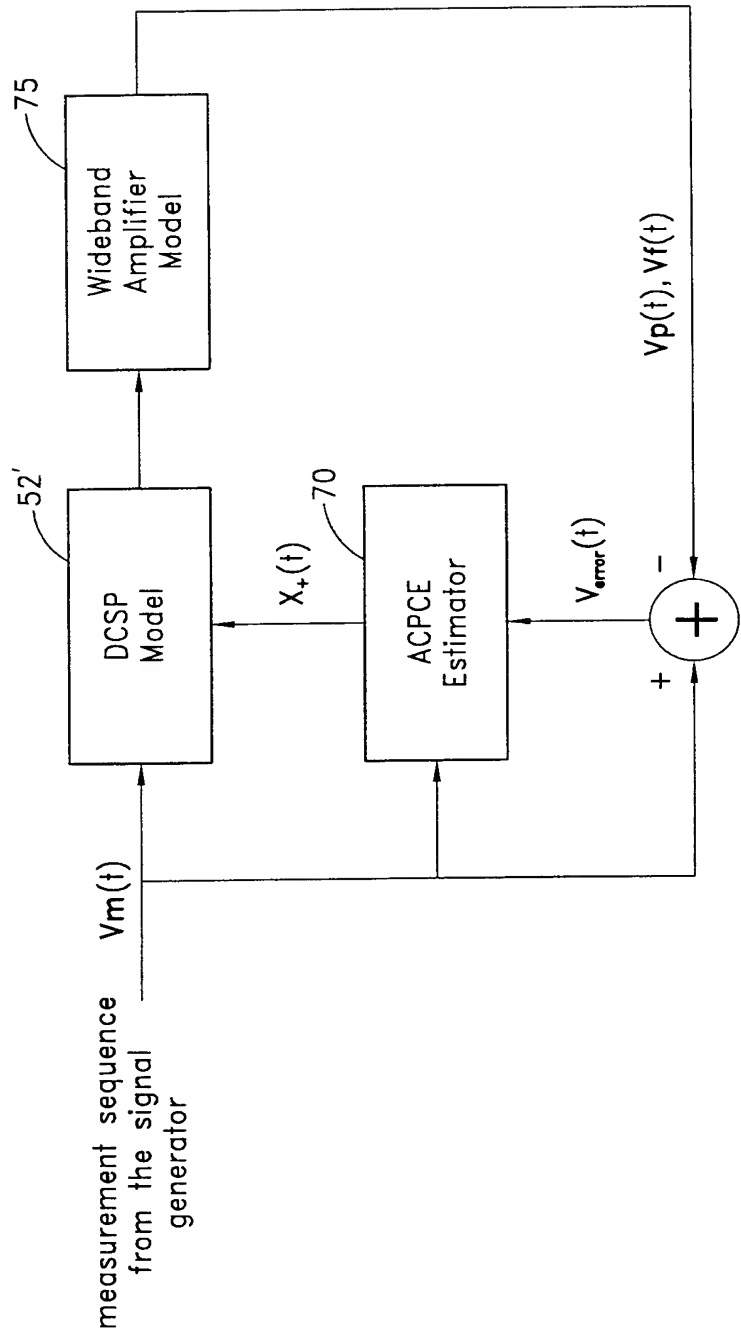 measurement sequence
from the signal
generator
Vm(t)
DCSP
Model
52'
Wideband
Amplifier
Model
75
X+(t)
ACPCE
Estimator
70
Verror(t)
+
-
+
Vp(t), Vf(t)